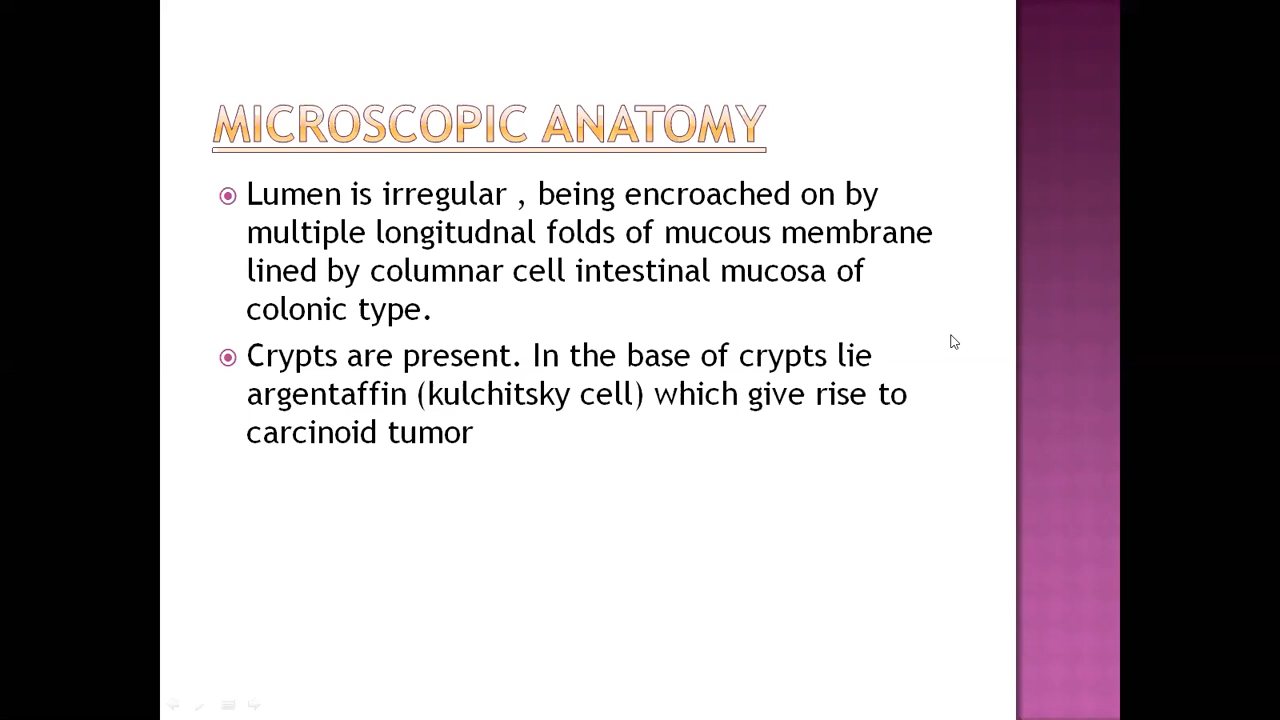 MICROSCOPIC ANATOMY
Lumen is irregular , being encroached on by
multiple longitudnal folds of mucous membrane
lined by columnar cell intestinal mucosa of
colonic type.
Crypts are present. In the base of crypts lie
argentaffin (kulchitsky cell) which give rise to
carcinoid tumor